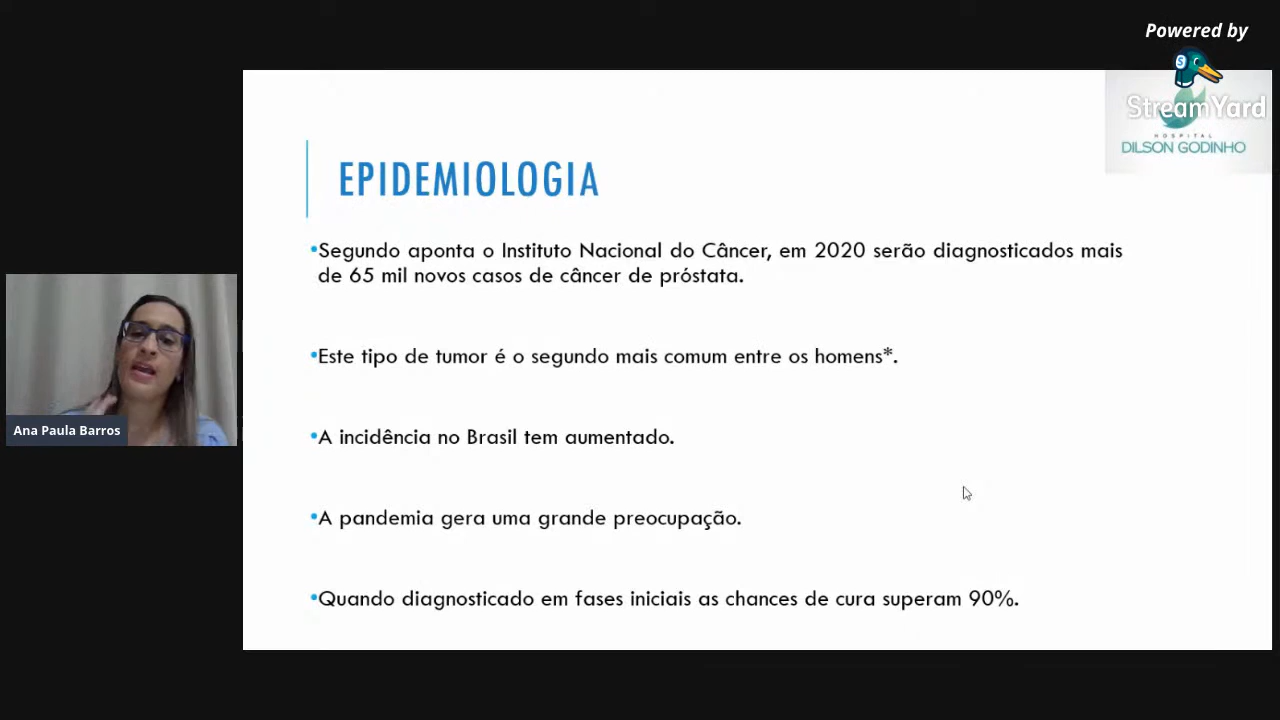 Powered by
StreamYard
HOSPITAL
DILSON GODINHO
EPIDEMIOLOGIA
•Segundo aponta o Instituto Nacional do Câncer, em 2020 serão diagnosticados mais
de 65 mil novos casos de câncer de próstata.
•Este tipo de tumor é o segundo mais comum entre os homens*.
•A incidência no Brasil tem aumentado.
•A pandemia gera uma grande preocupação.
•Quando diagnosticado em fases iniciais as chances de cura superam 90%.
Ana Paula Barros